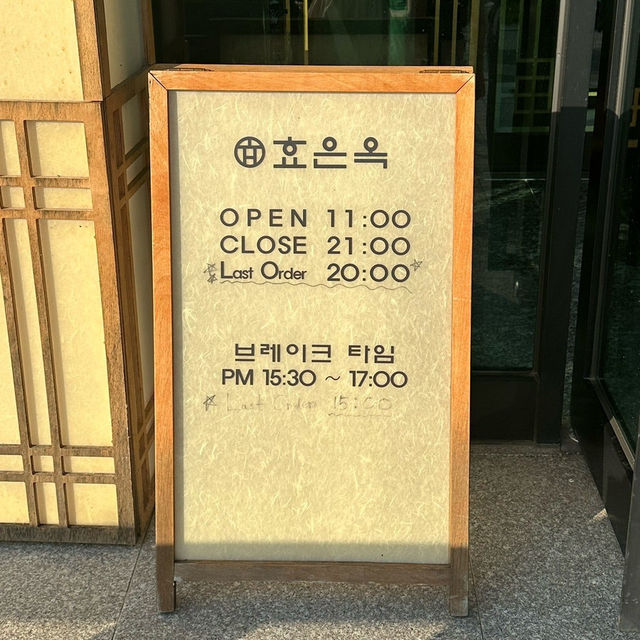 효은옥
OPEN 11:00
CLOSE 21:00
Last Order 20:00
브레이크 타임
PM 15:30 ~ 17:00
Last Order 15:00